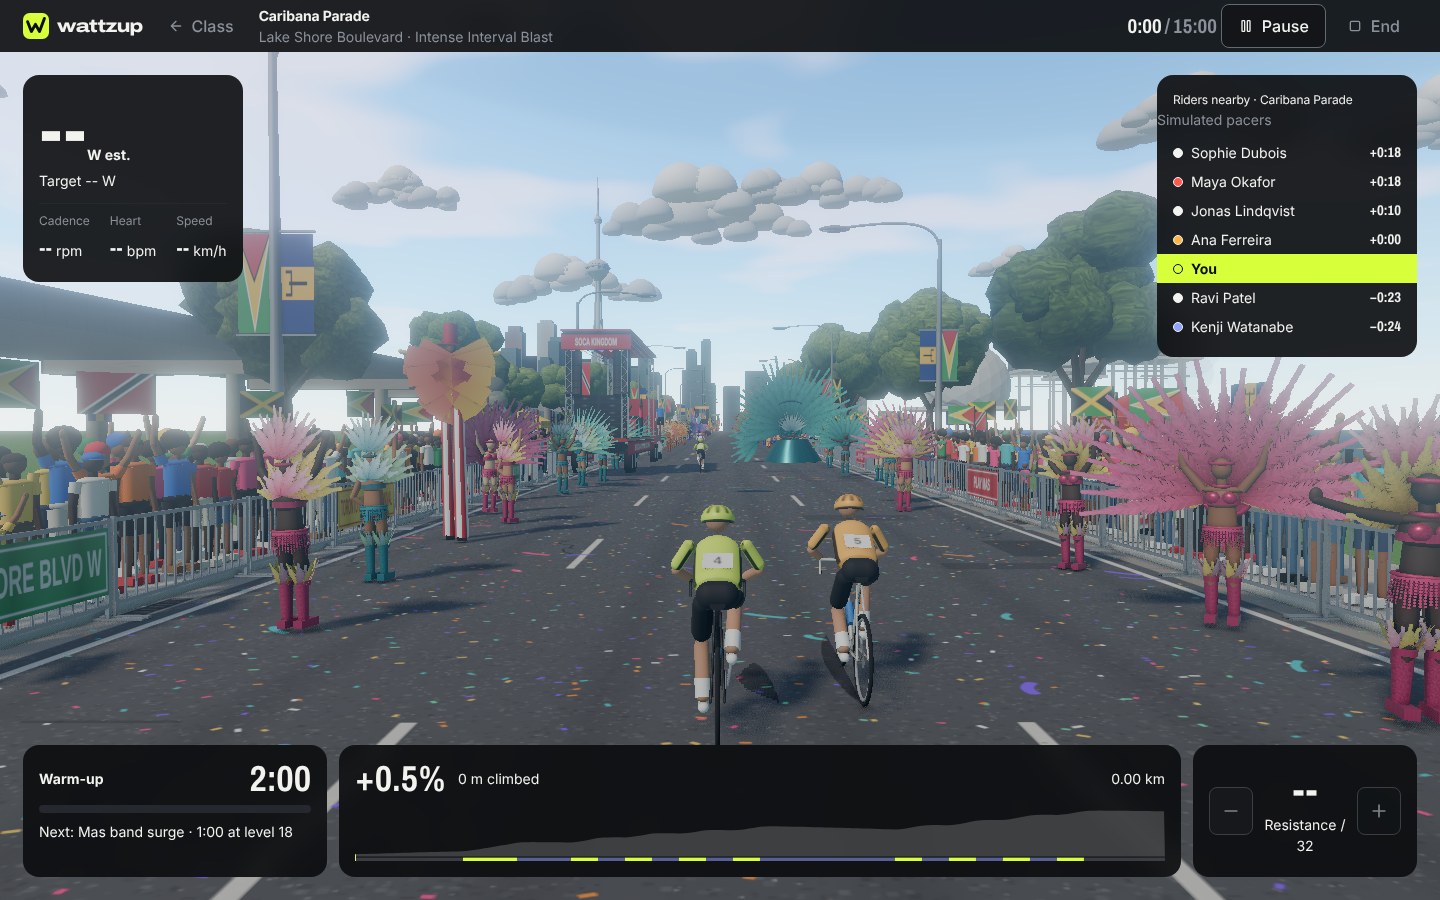 wattzup
Class
Caribana Parade
Lake Shore Boulevard · Intense Interval Blast
0:00 / 15:00
Pause
End
--
W est.
Target -- W
Cadence Heart Speed
-- rpm -- bpm -- km/h
Riders nearby · Caribana Parade
Simulated pacers
Sophie Dubois +0:18
Maya Okafor +0:18
Jonas Lindqvist +0:10
Ana Ferreira +0:00
You
Ravi Patel −0:23
Kenji Watanabe −0:24
SOCA KINGDOM
PLAY MAS
ORE BLVD W
4
5
Warm-up 2:00
Next: Mas band surge · 1:00 at level 18
+0.5% 0 m climbed 0.00 km
--
Resistance /
32